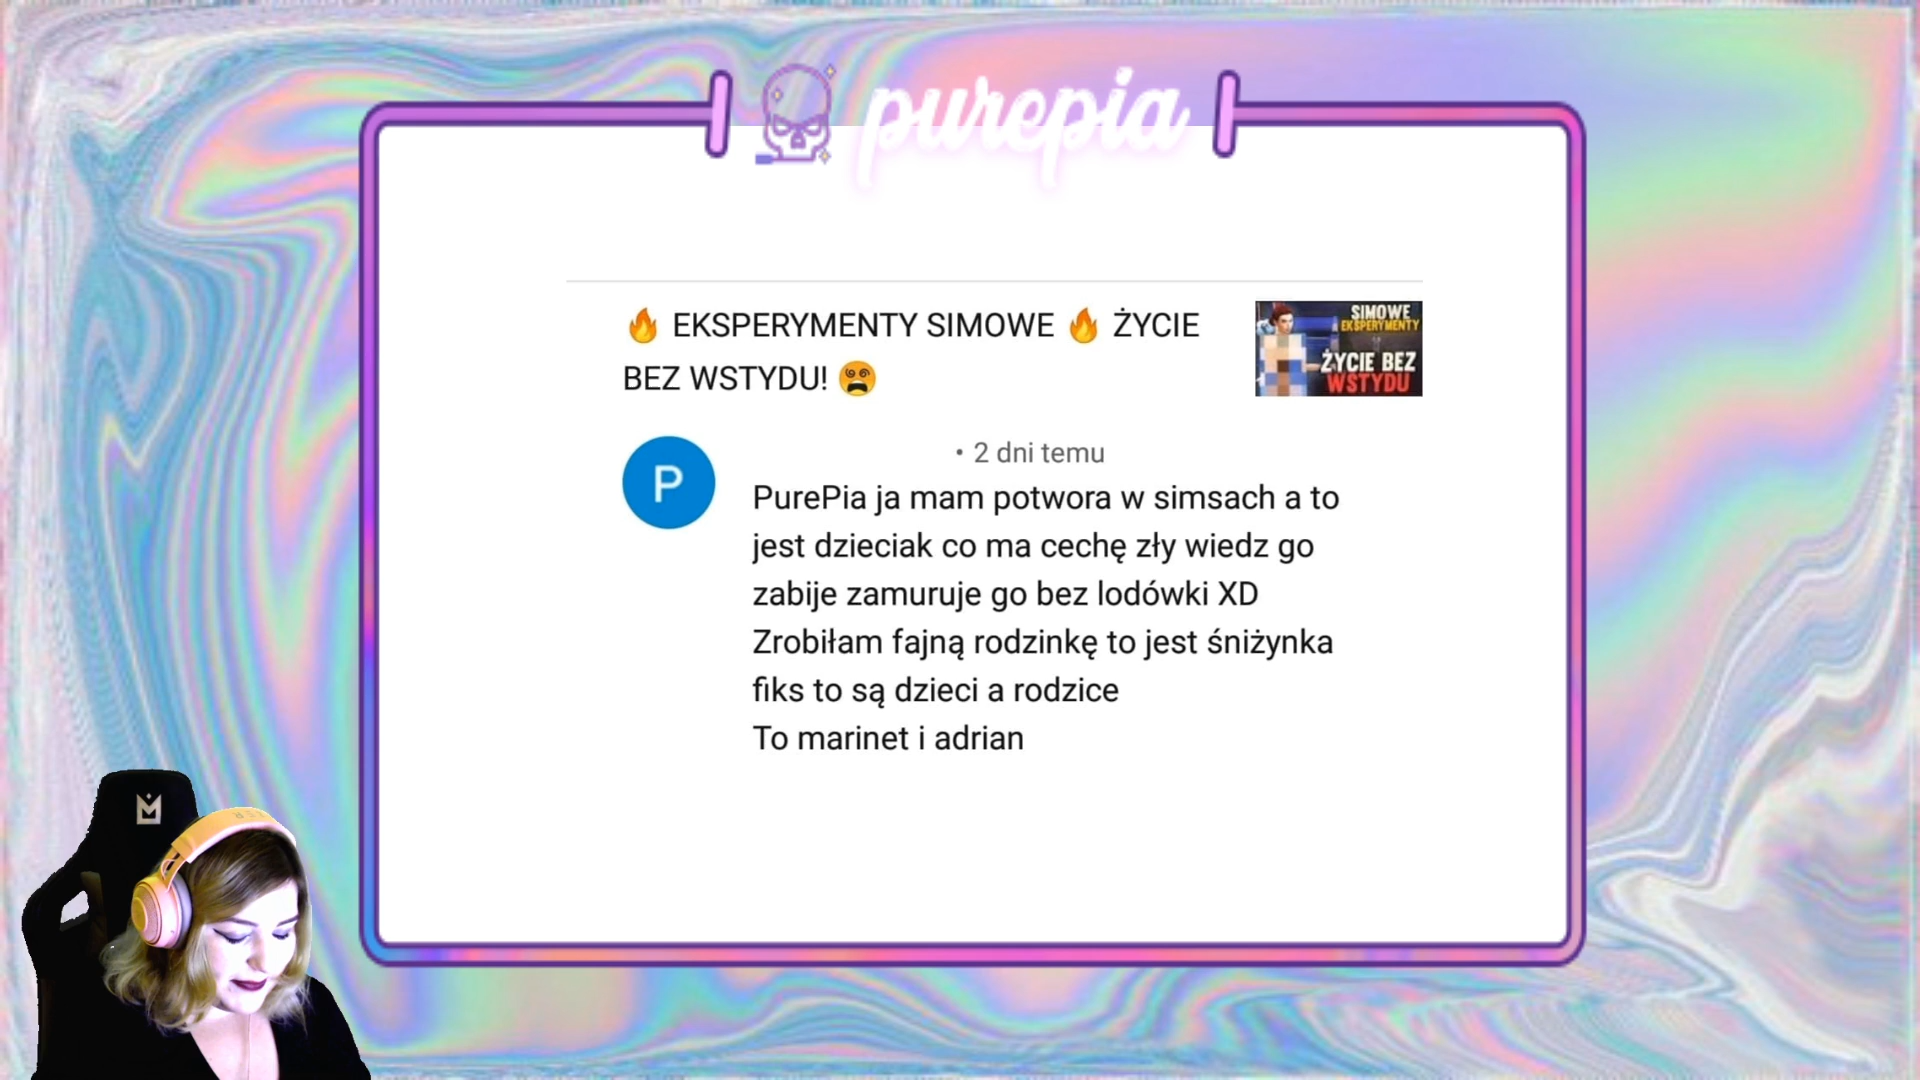 purepia
🔥 EKSPERYMENTY SIMOWE 🔥 ŻYCIE
BEZ WSTYDU! 😵
SIMOWE
EKSPERYMENTY
ŻYCIE BEZ
WSTYDU
P
• 2 dni temu
PurePia ja mam potwora w simsach a to
jest dzieciak co ma cechę zły wiedz go
zabije zamuruje go bez lodówki XD
Zrobiłam fajną rodzinkę to jest śniżynka
fiks to są dzieci a rodzice
To marinet i adrian